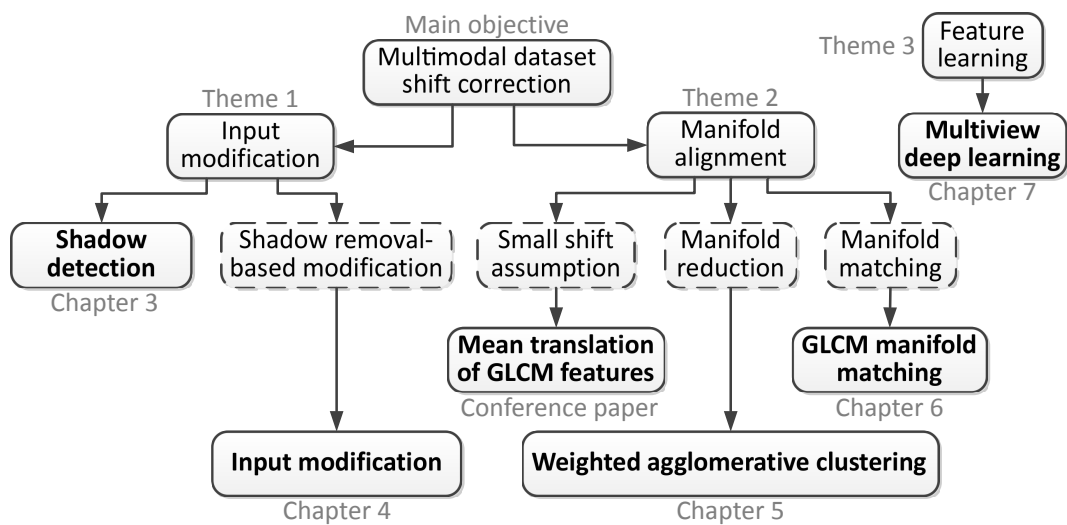 Main objective
Multimodal dataset
shift correction
Theme 3
Feature
learning
Theme 1
Input
modification
Theme 2
Manifold
alignment
Multiview
deep learning
Chapter 7
Shadow
detection
Chapter 3
Shadow removal-
based modification
Small shift
assumption
Manifold
reduction
Manifold
matching
Mean translation
of GLCM features
Conference paper
GLCM manifold
matching
Chapter 6
Input modification
Chapter 4
Weighted agglomerative clustering
Chapter 5